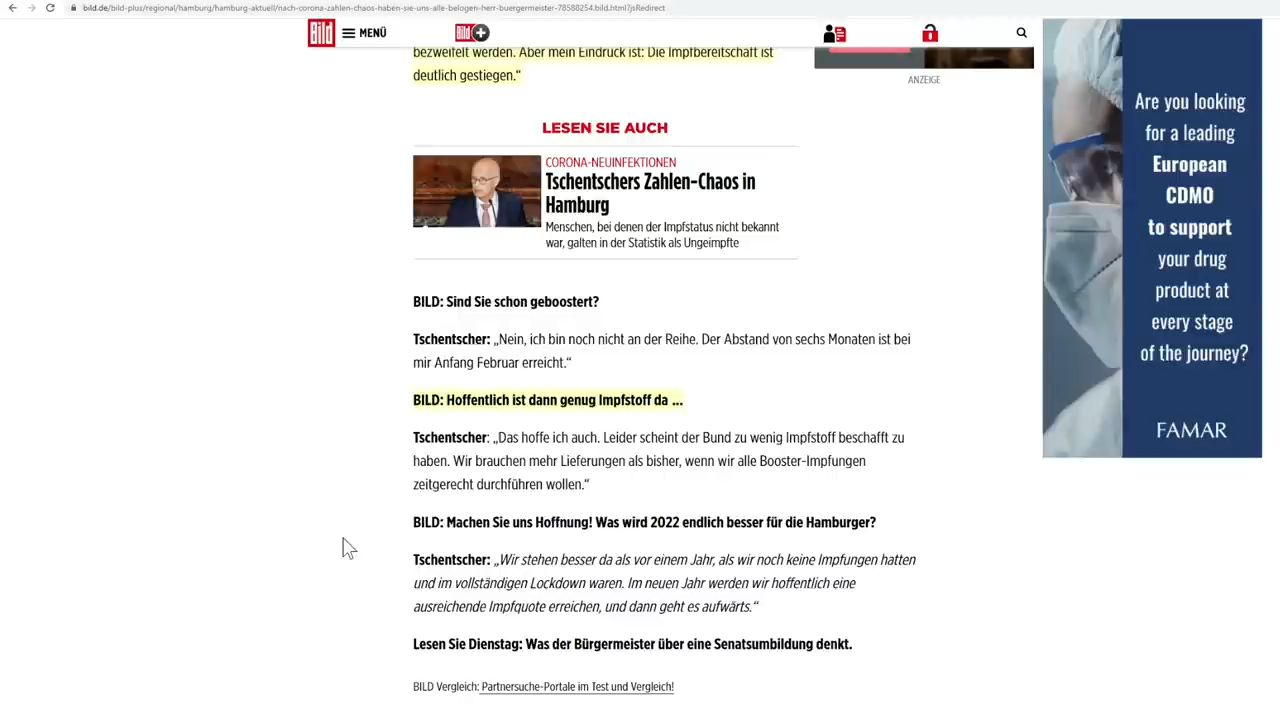 bild.de/bild-plus/regional/hamburg/hamburg-aktuell/nach-corona-zahlen-chaos-haben-sie-uns-alle-belogen-herr-buergermeister-78588254.bild.html?jsRedirect
Bild MENÜ Bild+
bezweifelt werden. Aber mein Eindruck ist: Die Impfbereitschaft ist
deutlich gestiegen.“
LESEN SIE AUCH
CORONA-NEUINFEKTIONEN
Tschentschers Zahlen-Chaos in
Hamburg
Menschen, bei denen der Impfstatus nicht bekannt
war, galten in der Statistik als Ungeimpfte
BILD: Sind Sie schon geboostert?
Tschentscher: „Nein, ich bin noch nicht an der Reihe. Der Abstand von sechs Monaten ist bei
mir Anfang Februar erreicht.“
BILD: Hoffentlich ist dann genug Impfstoff da ...
Tschentscher: „Das hoffe ich auch. Leider scheint der Bund zu wenig Impfstoff beschafft zu
haben. Wir brauchen mehr Lieferungen als bisher, wenn wir alle Booster-Impfungen
zeitgerecht durchführen wollen.“
BILD: Machen Sie uns Hoffnung! Was wird 2022 endlich besser für die Hamburger?
Tschentscher: „Wir stehen besser da als vor einem Jahr, als wir noch keine Impfungen hatten
und im vollständigen Lockdown waren. Im neuen Jahr werden wir hoffentlich eine
ausreichende Impfquote erreichen, und dann geht es aufwärts.“
Lesen Sie Dienstag: Was der Bürgermeister über eine Senatsumbildung denkt.
BILD Vergleich: Partnersuche-Portale im Test und Vergleich!
ANZEIGE
Are you looking
for a leading
European
CDMO
to support
your drug
product at
every stage
of the journey?
FAMAR